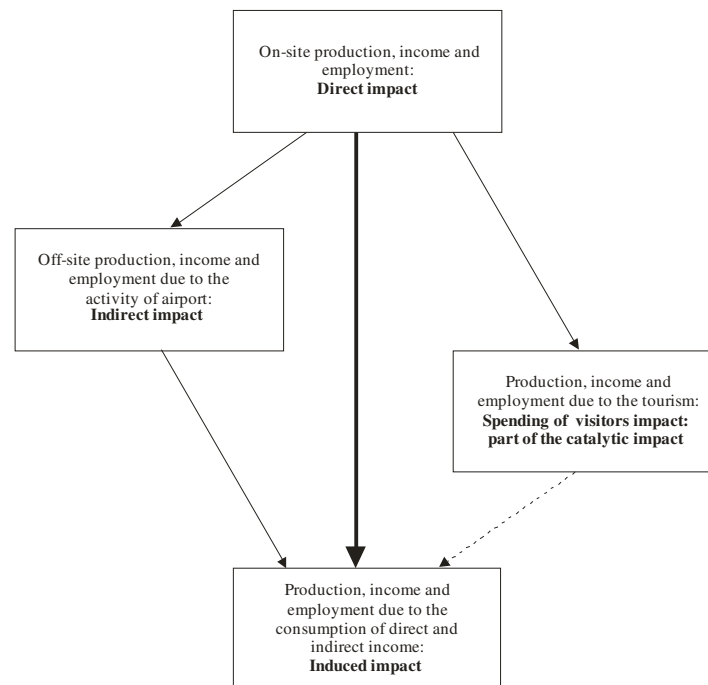 On-site production, income and
employment:
Direct impact
Off-site production, income and
employment due to the
activity of airport:
Indirect impact
Production, income and
employment due to the tourism:
Spending of visitors impact:
part of the catalytic impact
Production, income and
employment due to the
consumption of direct and
indirect income:
Induced impact